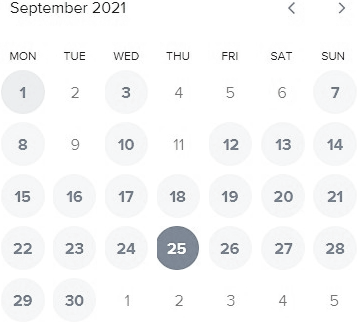 September 2021
MON TUE WED THU FRI SAT SUN
1 2 3 4 5 6 7
8 9 10 11 12 13 14
15 16 17 18 19 20 21
22 23 24 25 26 27 28
29 30 1 2 3 4 5